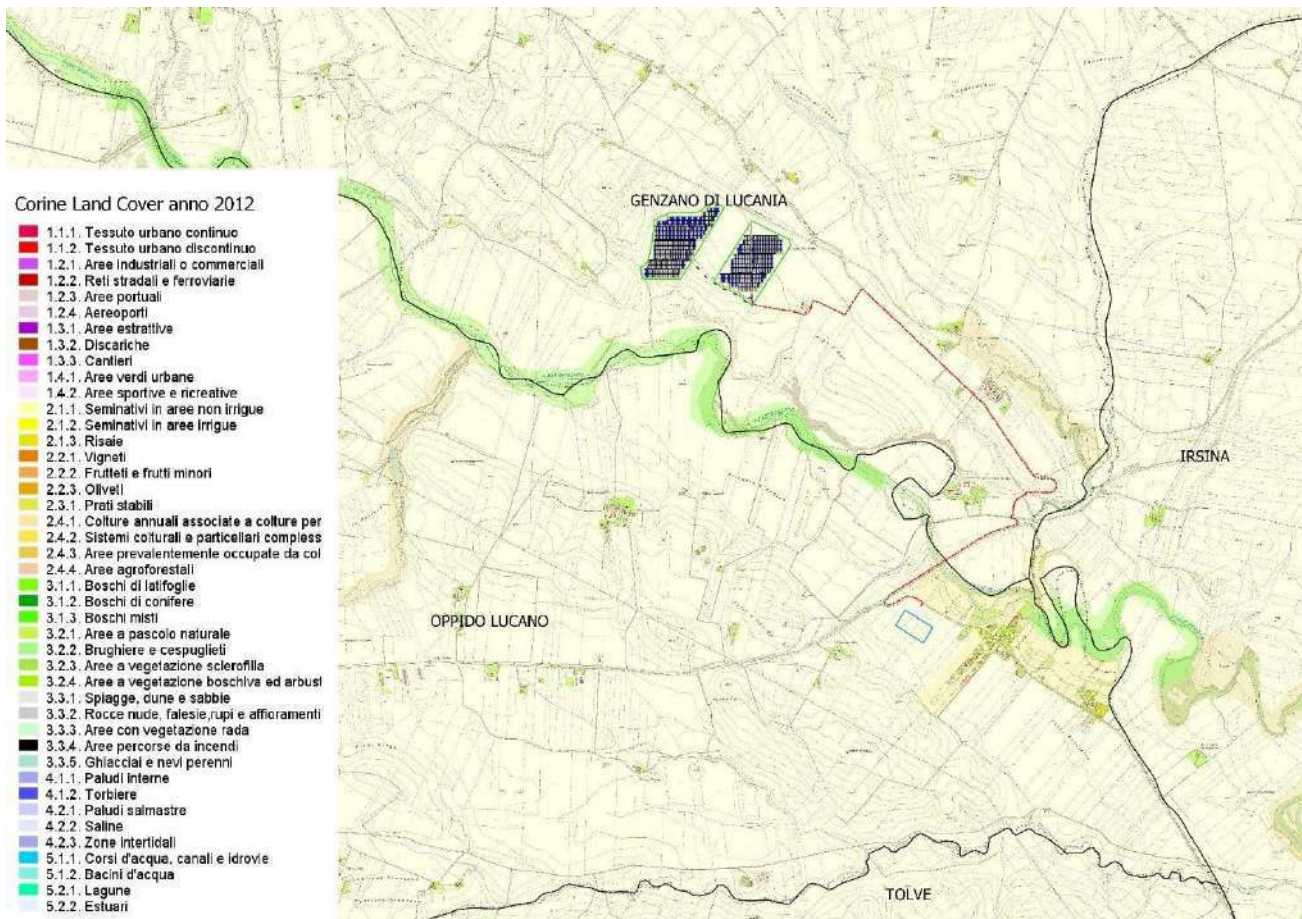 GENZANO DI LUCANIA
IRSINA
OPPIDO LUCANO
TOLVE
Corine Land Cover anno 2012
1.1.1. Tessuto urbano continuo
1.1.2. Tessuto urbano discontinuo
1.2.1. Aree industriali o commerciali
1.2.2. Reti stradali e ferroviarie
1.2.3. Aree portuali
1.2.4. Aereoporti
1.3.1. Aree estrattive
1.3.2. Discariche
1.3.3. Cantieri
1.4.1. Aree verdi urbane
1.4.2. Aree sportive e ricreative
2.1.1. Seminativi in aree non irrigue
2.1.2. Seminativi in aree irrigue
2.1.3. Risaie
2.2.1. Vigneti
2.2.2. Frutteti e frutti minori
2.2.3. Oliveti
2.3.1. Prati stabili
2.4.1. Colture annuali associate a colture per
2.4.2. Sistemi colturali e particellari compless
2.4.3. Aree prevalentemente occupate da col
2.4.4. Aree agroforestali
3.1.1. Boschi di latifoglie
3.1.2. Boschi di conifere
3.1.3. Boschi misti
3.2.1. Aree a pascolo naturale
3.2.2. Brughiere e cespuglieti
3.2.3. Aree a vegetazione sclerofilla
3.2.4. Aree a vegetazione boschiva ed arbust
3.3.1. Spiagge, dune e sabbie
3.3.2. Rocce nude, falesie,rupi e affioramenti
3.3.3. Aree con vegetazione rada
3.3.4. Aree percorse da incendi
3.3.5. Ghiacciai e nevi perenni
4.1.1. Paludi interne
4.1.2. Torbiere
4.2.1. Paludi salmastre
4.2.2. Saline
4.2.3. Zone intertidali
5.1.1. Corsi d'acqua, canali e idrovie
5.1.2. Bacini d'acqua
5.2.1. Lagune
5.2.2. Estuari